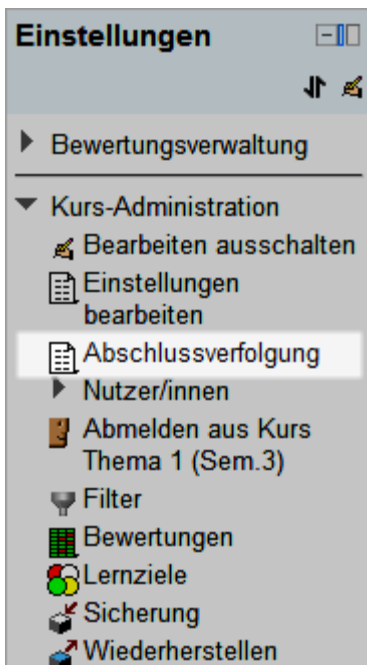 Einstellungen
Bewertungsverwaltung
Kurs-Administration
Bearbeiten ausschalten
Einstellungen
bearbeiten
Abschlussverfolgung
Nutzer/innen
Abmelden aus Kurs
Thema 1 (Sem.3)
Filter
Bewertungen
Lernziele
Sicherung
Wiederherstellen